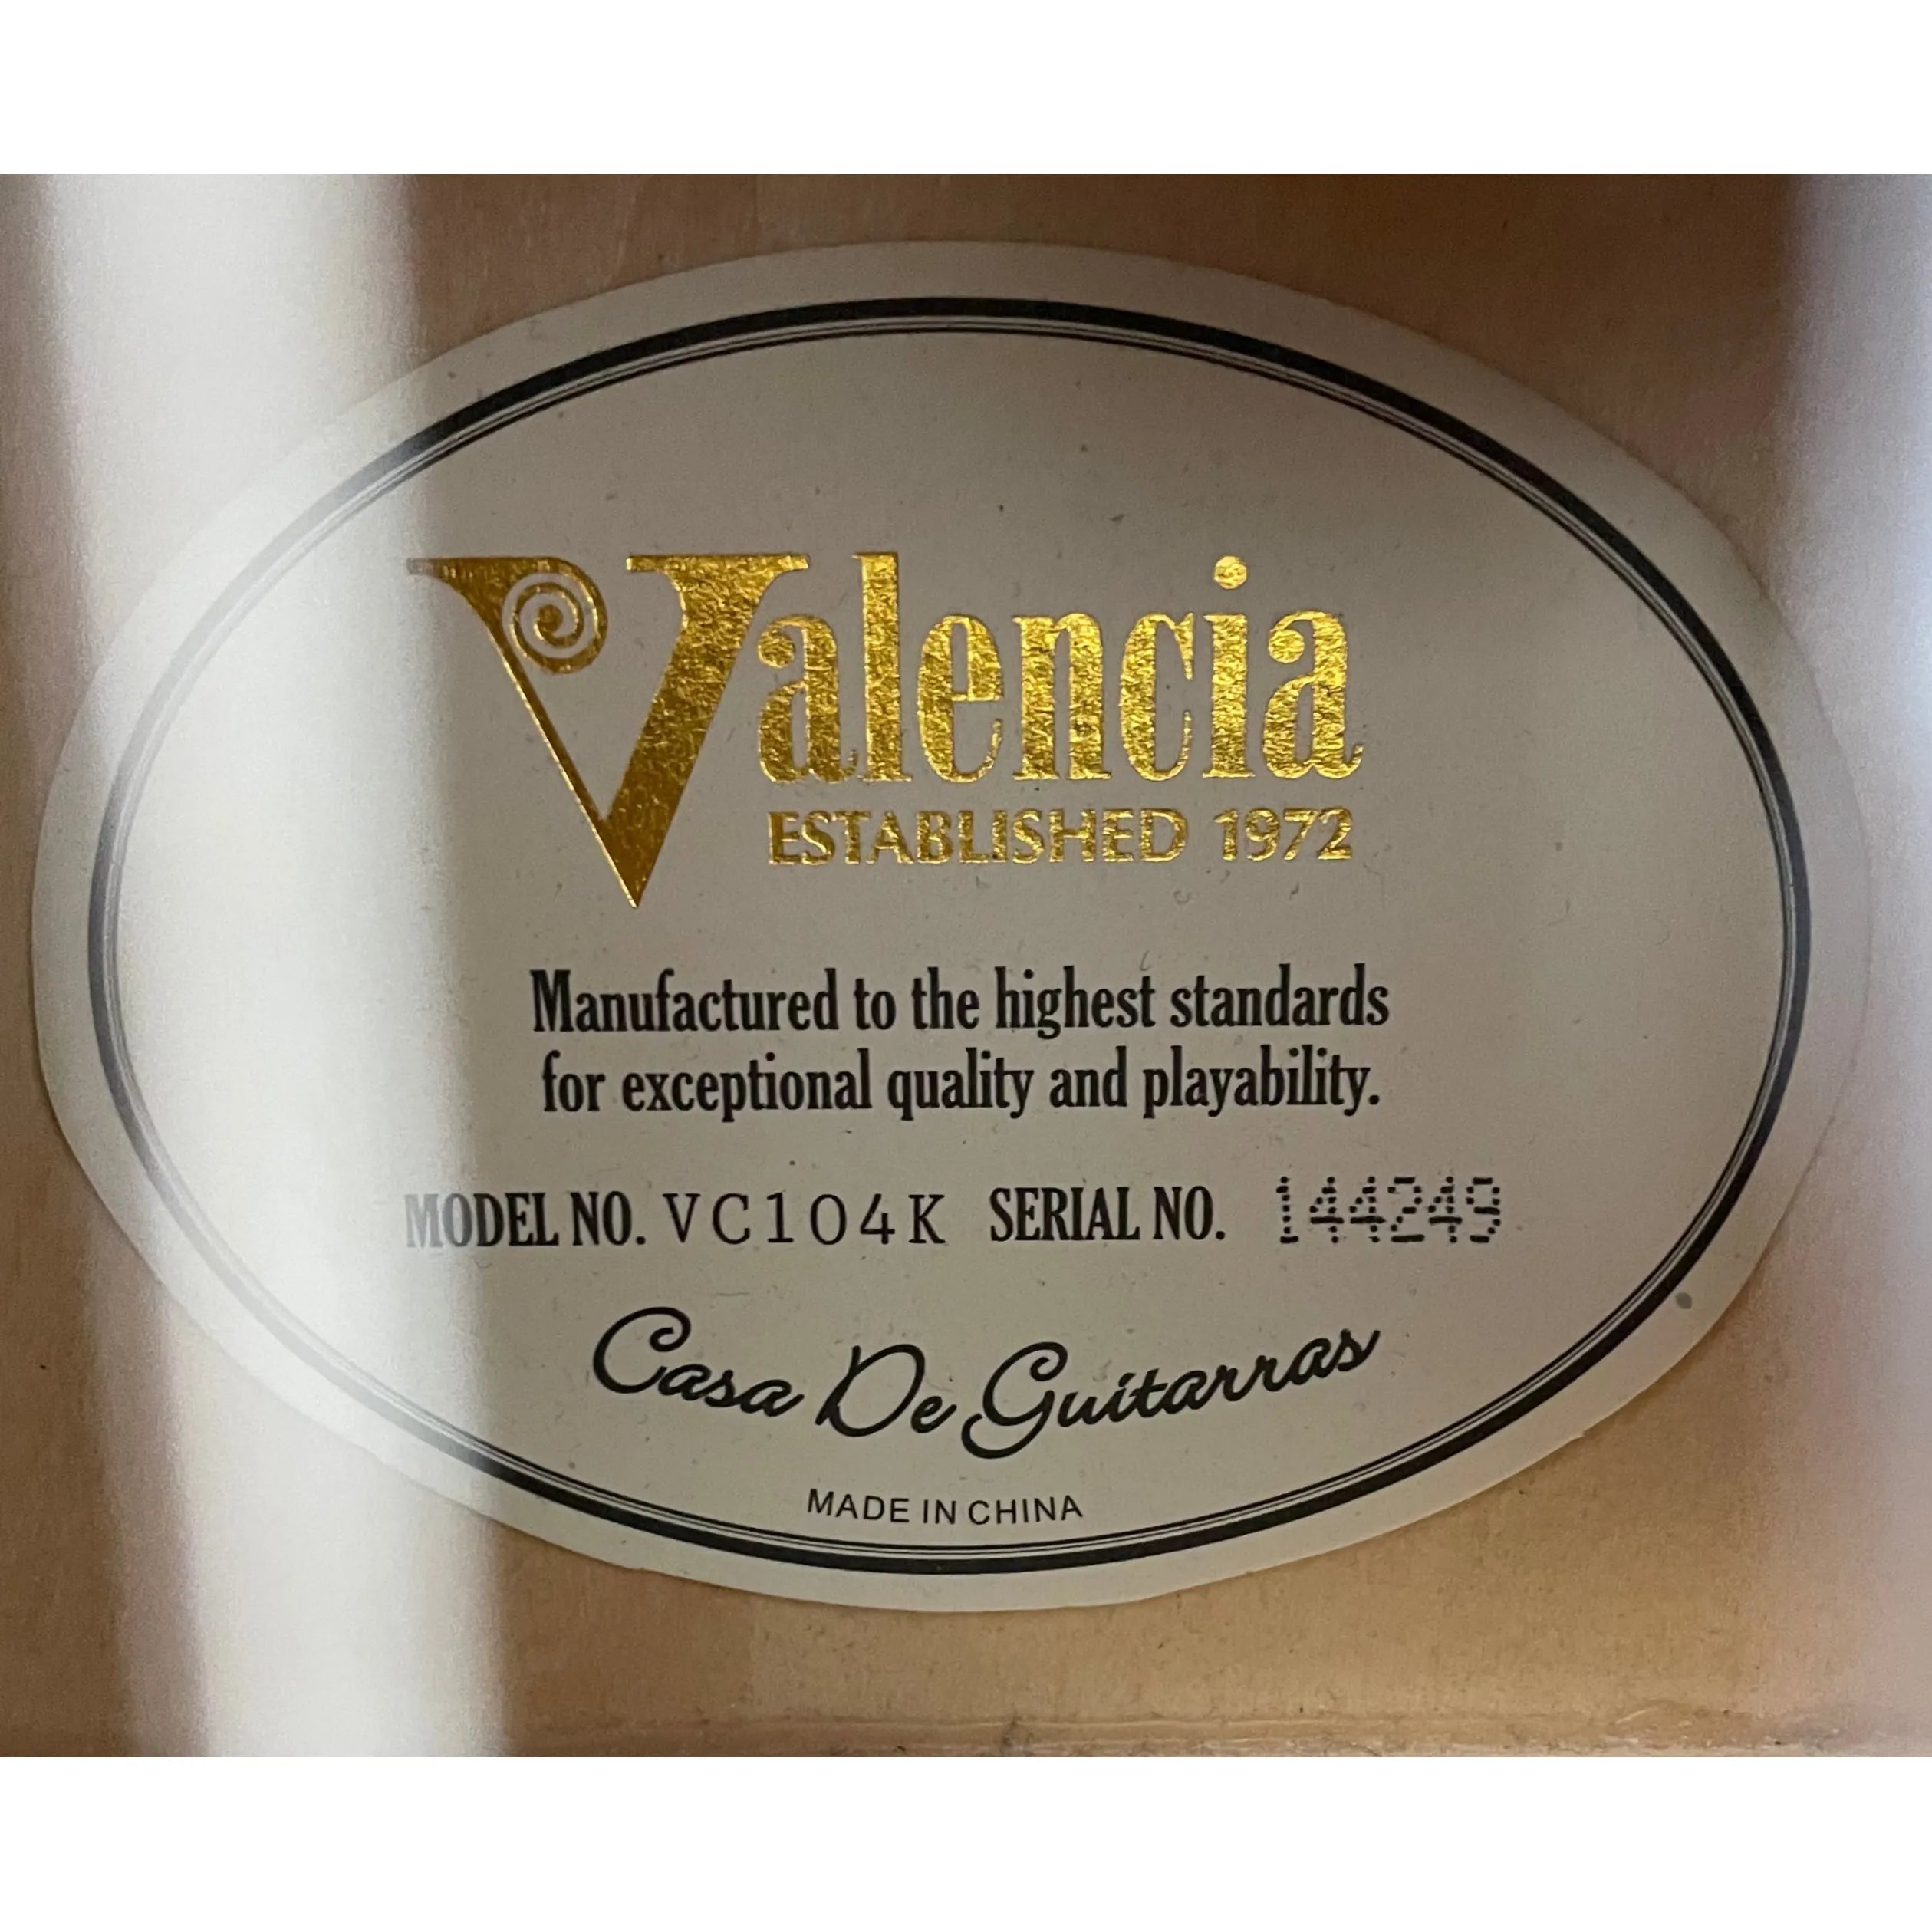 Valencia
ESTABLISHED 1972
Manufactured to the highest standards
for exceptional quality and playability.
MODEL NO. VC104K SERIAL NO. 144249
Casa De Guitarras
MADE IN CHINA